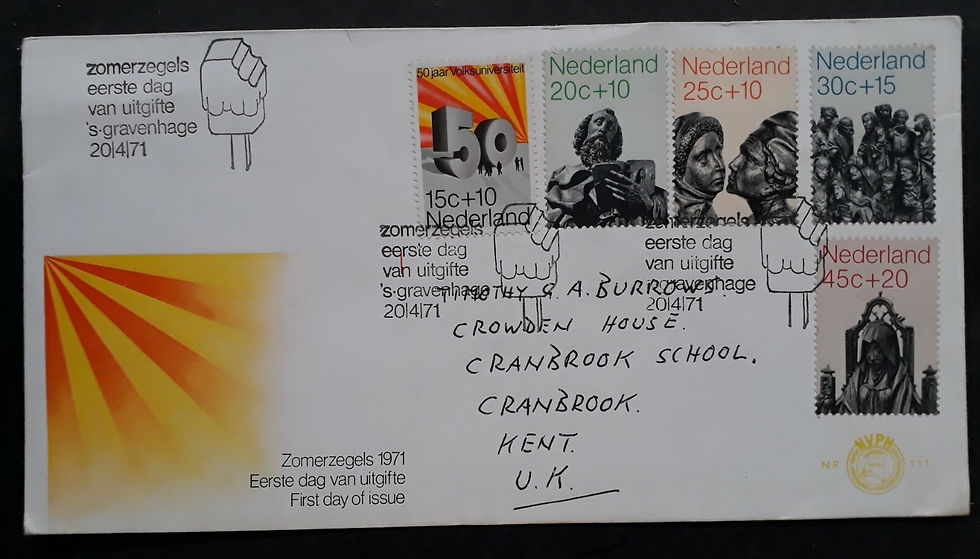 zomerzegels
eerste dag
van uitgifte
's-gravenhage
20|4|71
50 jaar Volksuniversiteit
50
15c+10
Nederland
Nederland
20c+10
Nederland
25c+10
Nederland
30c+15
zomerzegels
eerste dag
van uitgifte
's-gravenhage
20|4|71
zomerzegels
eerste dag
van uitgifte
's-gravenhage
20|4|71
Nederland
45c+20
TIMOTHY G. A. BURROWS.
CROWDEN HOUSE.
CRANBROOK SCHOOL.
CRANBROOK.
KENT.
U.K.
Zomerzegels 1971
Eerste dag van uitgifte
First day of issue
NVPH
NR 111